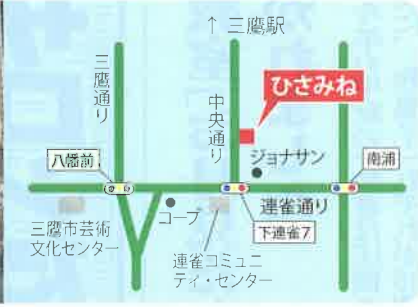 ↑ 三鷹駅
三鷹通り
中央通り
ひさみね
八幡前
ジョナサン
南浦
コープ
連雀通り
下連雀7
三鷹市芸術
文化センター
連雀コミュニ
ティ・センター